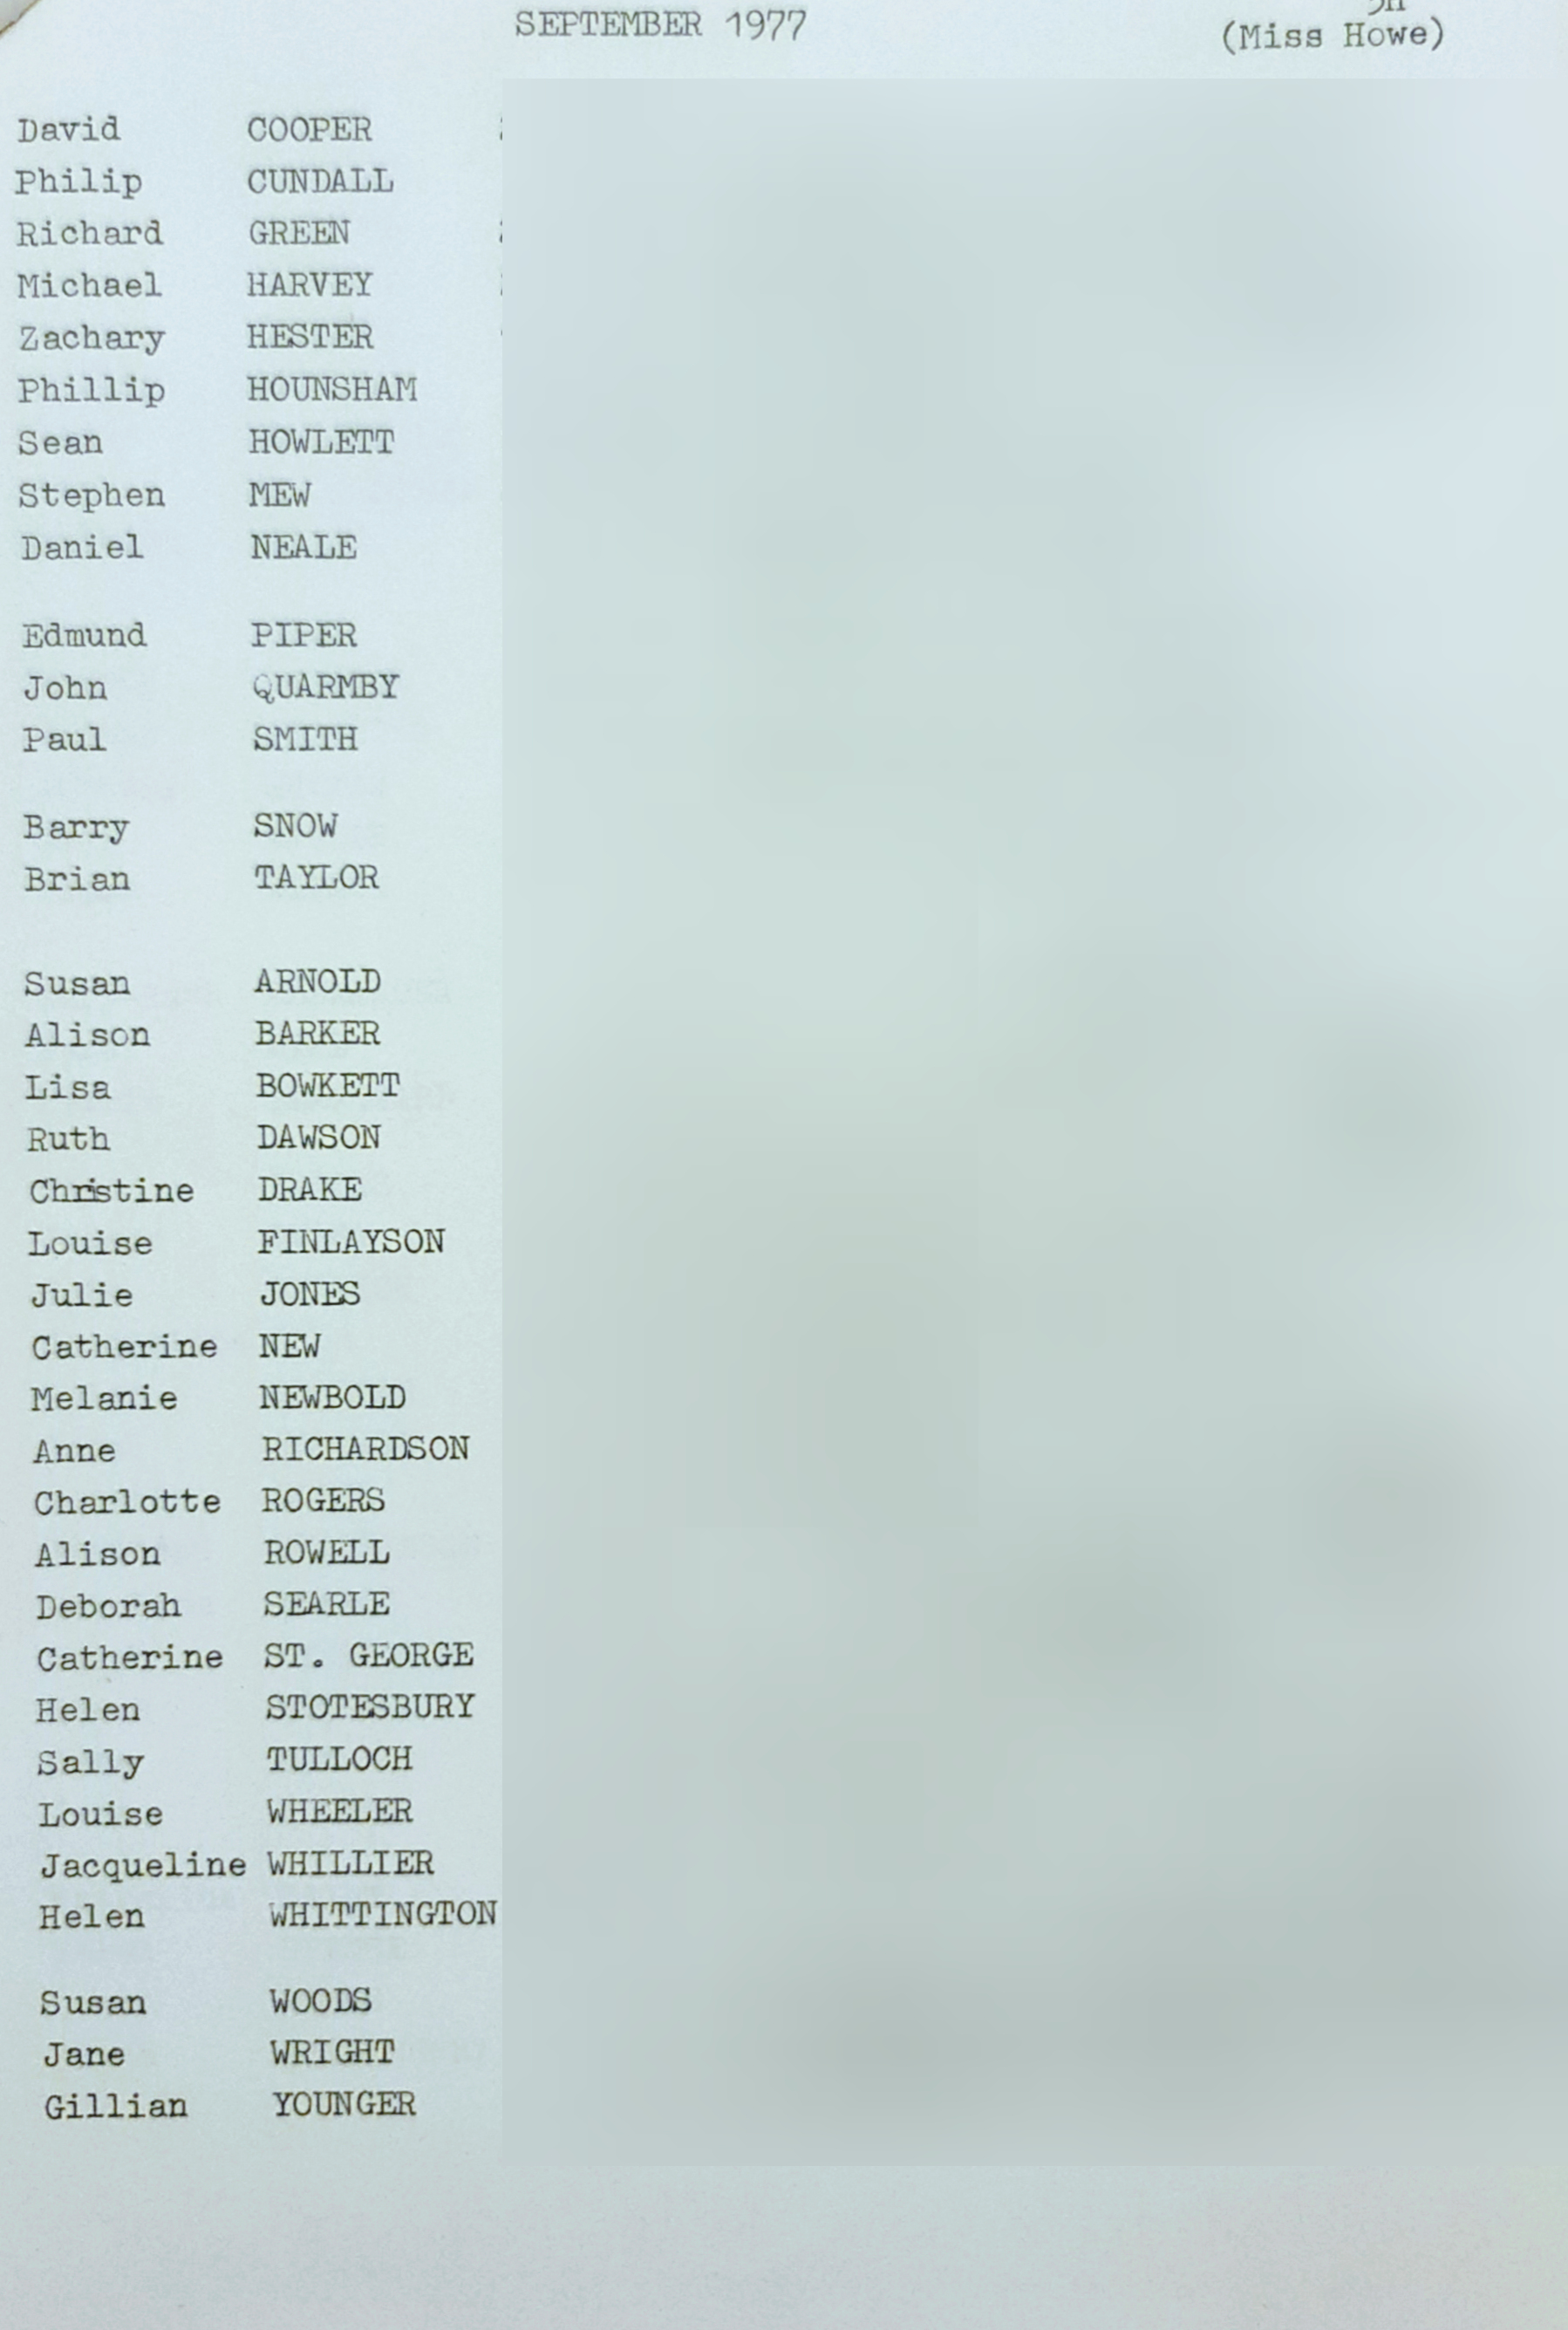 SEPTEMBER 1977
(Miss Howe)
David COOPER
Philip CUNDALL
Richard GREEN
Michael HARVEY
Zachary HESTER
Phillip HOUNSHAM
Sean HOWLETT
Stephen MEW
Daniel NEALE
Edmund PIPER
John QUARMBY
Paul SMITH
Barry SNOW
Brian TAYLOR
Susan ARNOLD
Alison BARKER
Lisa BOWKETT
Ruth DAWSON
Christine DRAKE
Louise FINLAYSON
Julie JONES
Catherine NEW
Melanie NEWBOLD
Anne RICHARDSON
Charlotte ROGERS
Alison ROWELL
Deborah SEARLE
Catherine ST. GEORGE
Helen STOTESBURY
Sally TULLOCH
Louise WHEELER
Jacqueline WHILLIER
Helen WHITTINGTON
Susan WOODS
Jane WRIGHT
Gillian YOUNGER